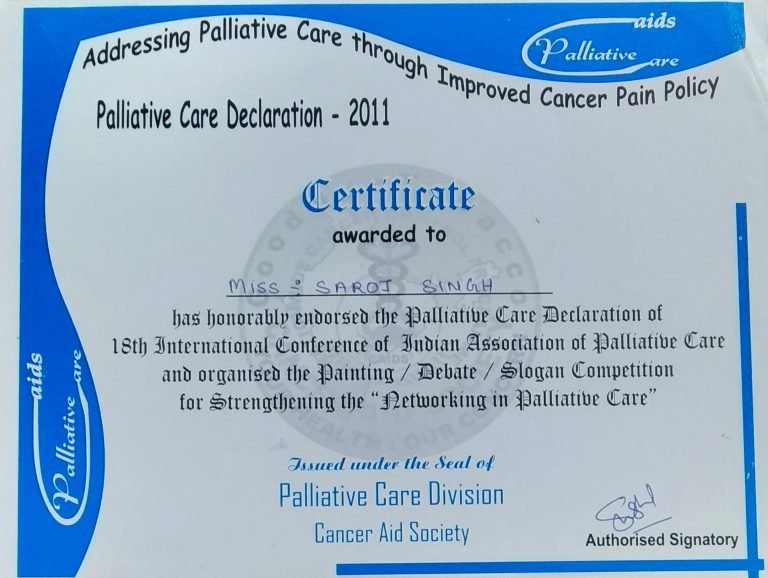 Addressing Palliative Care through Improved Cancer Pain Policy
aids
Palliative are
Palliative Care Declaration - 2011
Certificate
awarded to
MISS : SAROJ SINGH
has honorably endorsed the Palliative Care Declaration of
18th International Conference of Indian Association of Palliative Care
and organised the Painting / Debate / Slogan Competition
for Strengthening the "Networking in Palliative Care"
aids
Palliative are
Issued under the Seal of
Palliative Care Division
Cancer Aid Society
Authorised Signatory